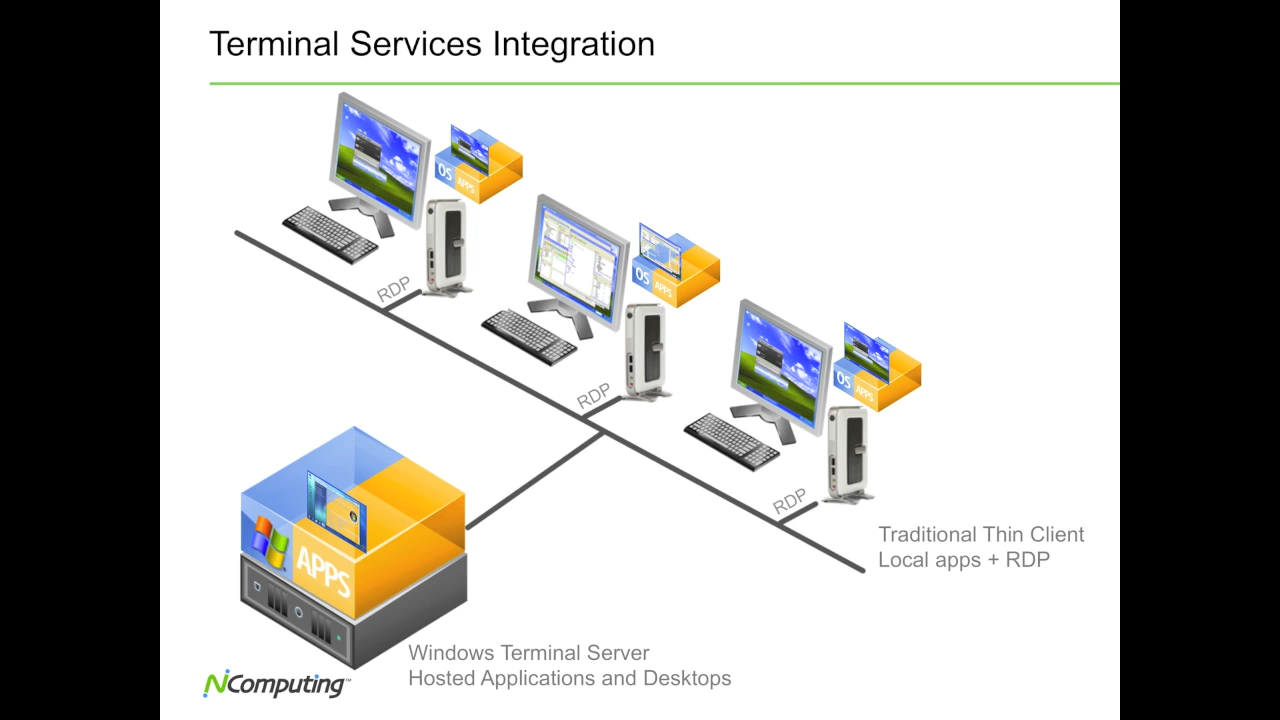 Terminal Services Integration
OS
APPS
RDP
OS
APPS
RDP
OS
APPS
RDP
Traditional Thin Client
Local apps + RDP
APPS
Windows Terminal Server
Hosted Applications and Desktops
NComputing™